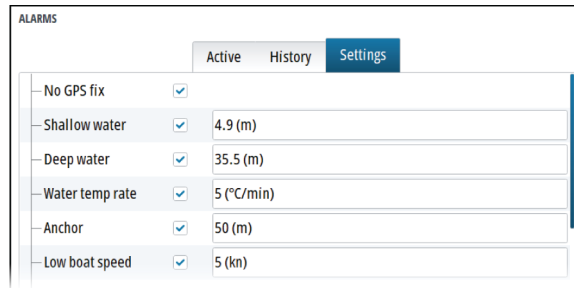 ALARMS
Active History Settings
No GPS fix
Shallow water 4.9 (m)
Deep water 35.5 (m)
Water temp rate 5 (°C/min)
Anchor 50 (m)
Low boat speed 5 (kn)